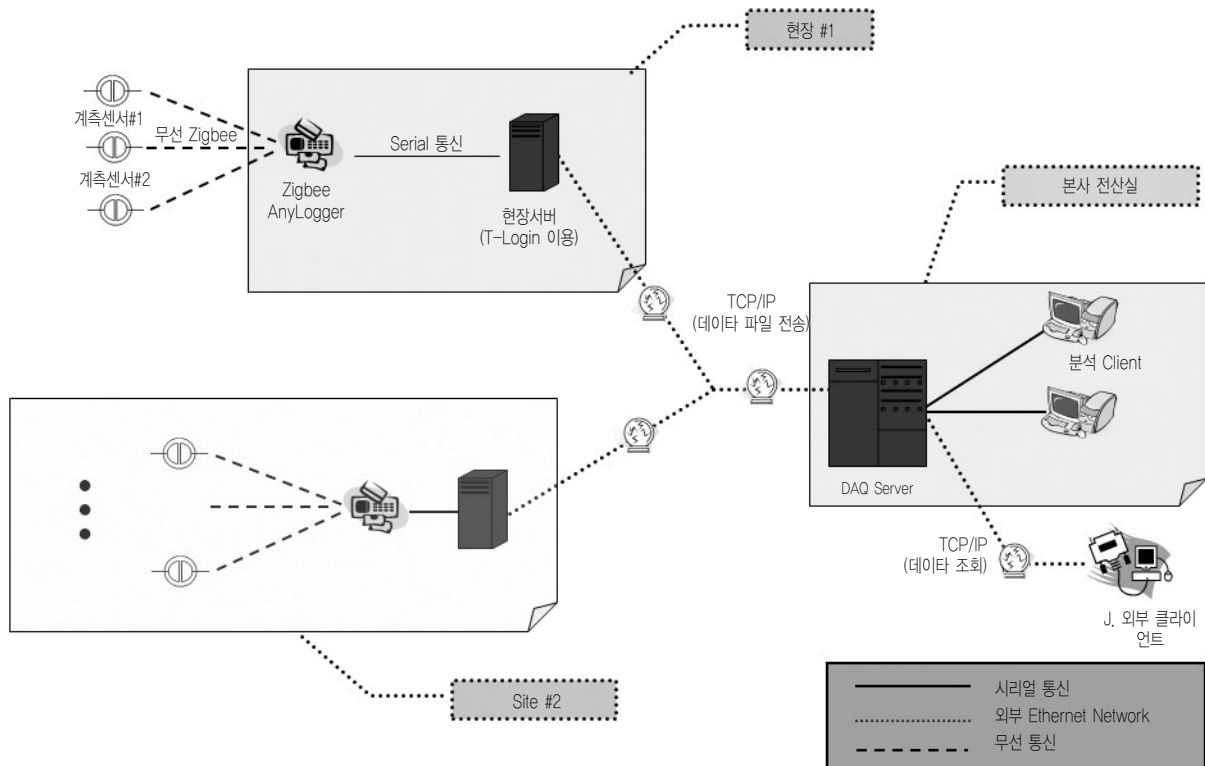 현장 #1
계측센서#1
무선 Zigbee
계측센서#2
Serial 통신
Zigbee
AnyLogger
현장서버
(T-Login 이용)
본사 전산실
TCP/IP
(데이타 파일 전송)
분석 Client
DAQ Server
TCP/IP
(데이타 조회)
J. 외부 클라이
언트
Site #2
시리얼 통신
외부 Ethernet Network
무선 통신